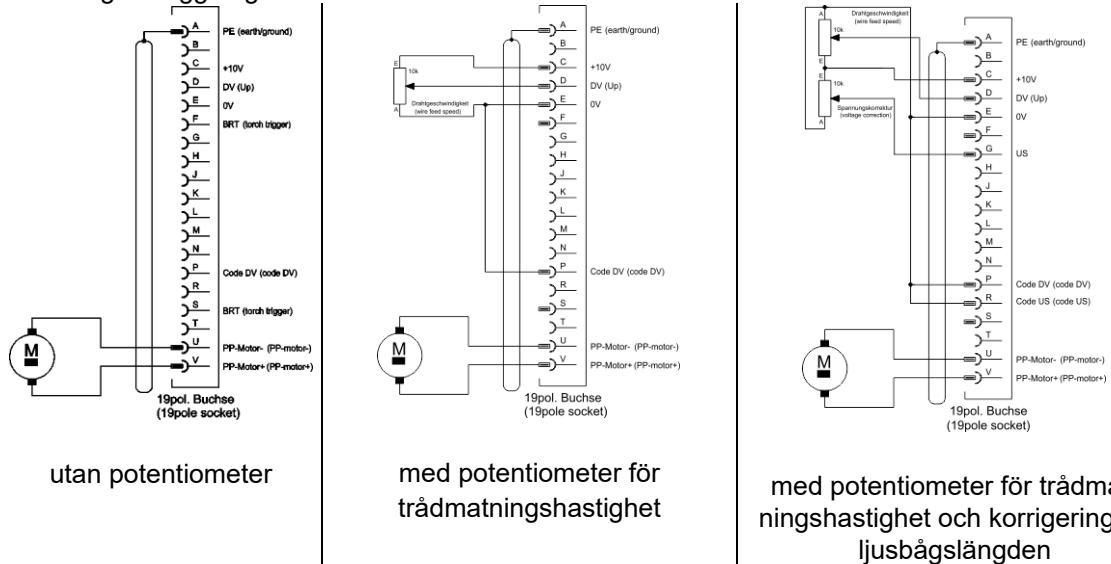 A PE (earth/ground)
B
C +10V
D DV (Up)
E 0V
F BRT (torch trigger)
G
H
J
K
L
M
N
P Code DV (code DV)
R
S BRT (torch trigger)
T
U PP-Motor- (PP-motor-)
V PP-Motor+ (PP-motor+)
M
19pol. Buchse
(19pole socket)
utan potentiometer
A PE (earth/ground)
B
E
C +10V
10k
D DV (Up)
Drahtgeschwindigkeit
(wire feed speed)
A
E 0V
F
G
H
J
K
L
M
N
P Code DV (code DV)
R
S
T
U PP-Motor- (PP-motor-)
V PP-Motor+ (PP-motor+)
M
19pol. Buchse
(19pole socket)
med potentiometer för
trådmatningshastighet
A
Drahtgeschwindigkeit
(wire feed speed)
10k
E
E
10k
Spannungskorrektur
(voltage correction)
A
A PE (earth/ground)
B
C +10V
D DV (Up)
E 0V
F
G US
H
J
K
L
M
N
P Code DV (code DV)
R Code US (code US)
S
T
U PP-Motor- (PP-motor-)
V PP-Motor+ (PP-motor+)
M
19pol. Buchse
(19pole socket)
med potentiometer för
ningshastighet och
ljusbågslängden